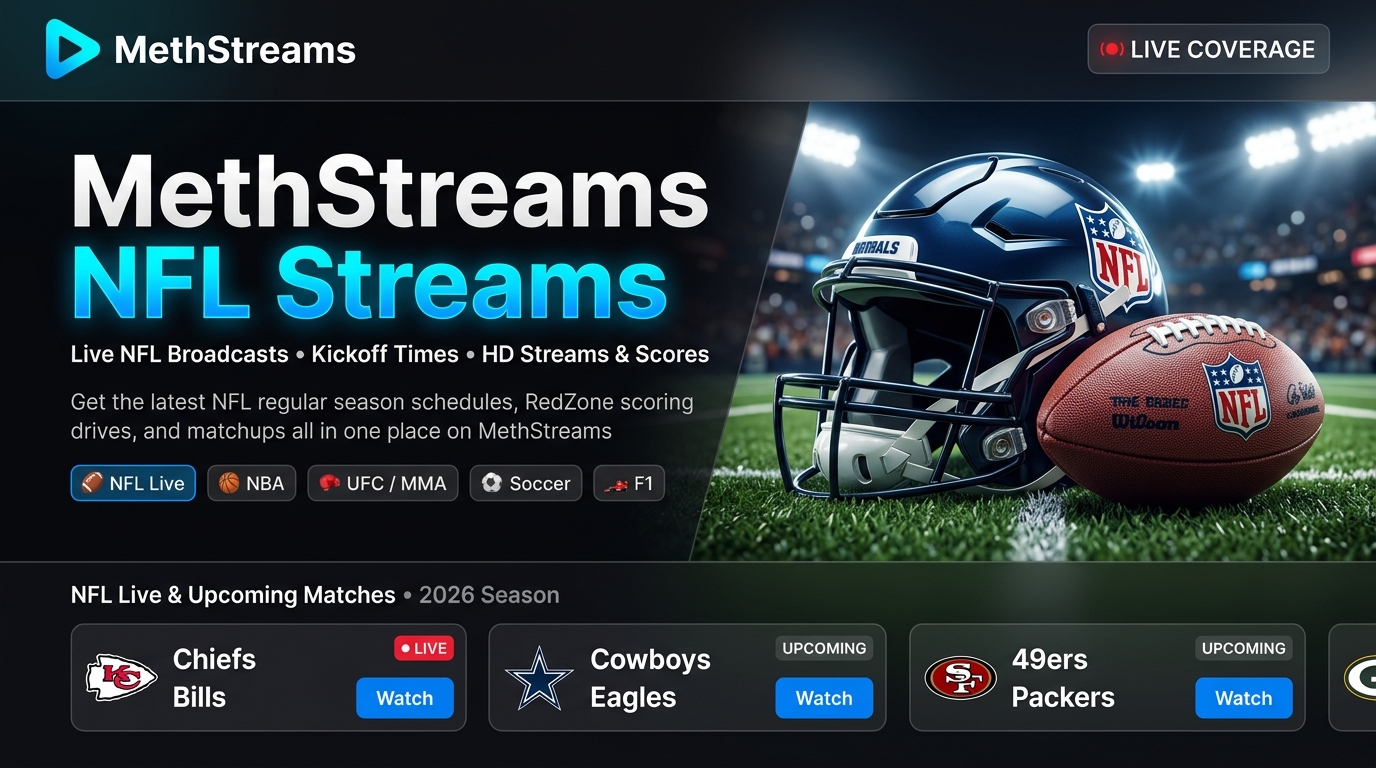 MethStreams
LIVE COVERAGE
MethStreams
NFL Streams
Live NFL Broadcasts • Kickoff Times • HD Streams & Scores
Get the latest NFL regular season schedules, RedZone scoring
drives, and matchups all in one place on MethStreams
NFL Live
NBA
UFC / MMA
Soccer
F1
NFL
NFL
Wilson
NFL Live & Upcoming Matches • 2026 Season
LIVE
Chiefs
Bills
Watch
UPCOMING
Cowboys
Eagles
Watch
SF
UPCOMING
49ers
Packers
Watch
KC
G